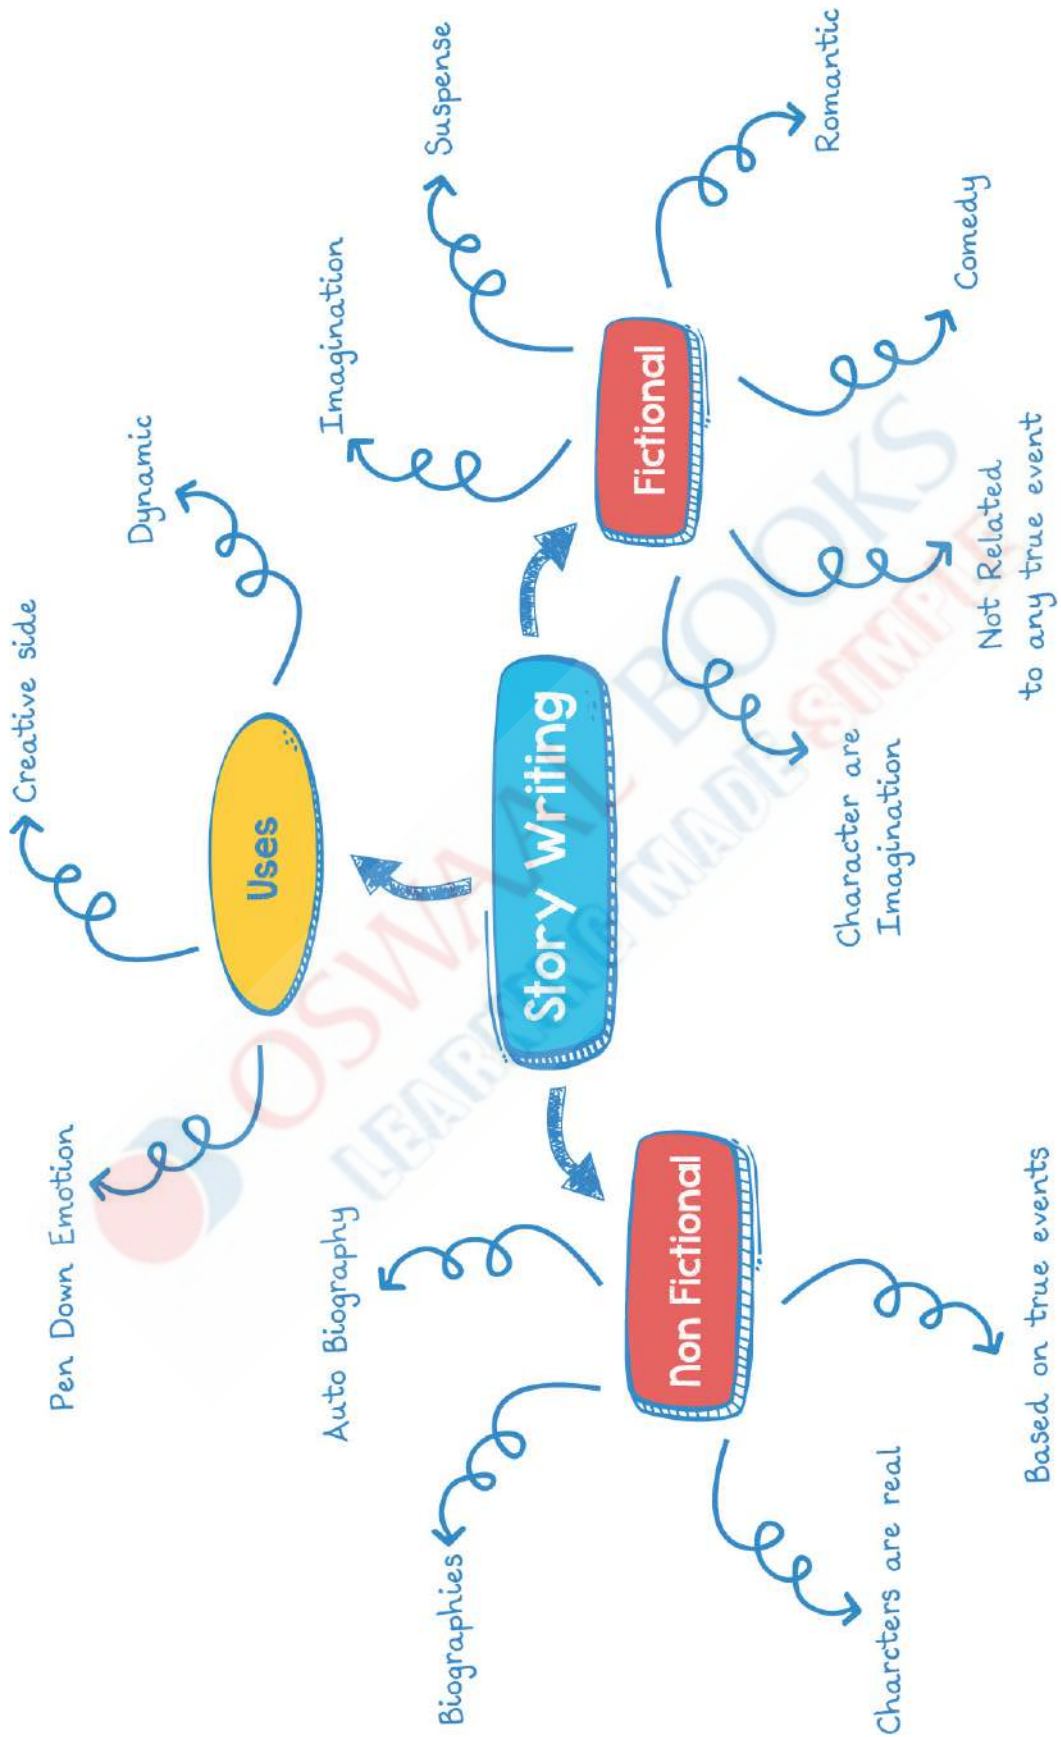 Pen Down Emotion
Creative side
Dynamic
Uses
Auto Biography
Biographies
Imagination
Suspense
Story Writing
Non Fictional
Fictional
Charcters are real
Based on true events
Character are
Imagination
Not Related
to any true event
Comedy
Romantic
OSWAAL BOOKS
LEARNING MADE SIMPLE